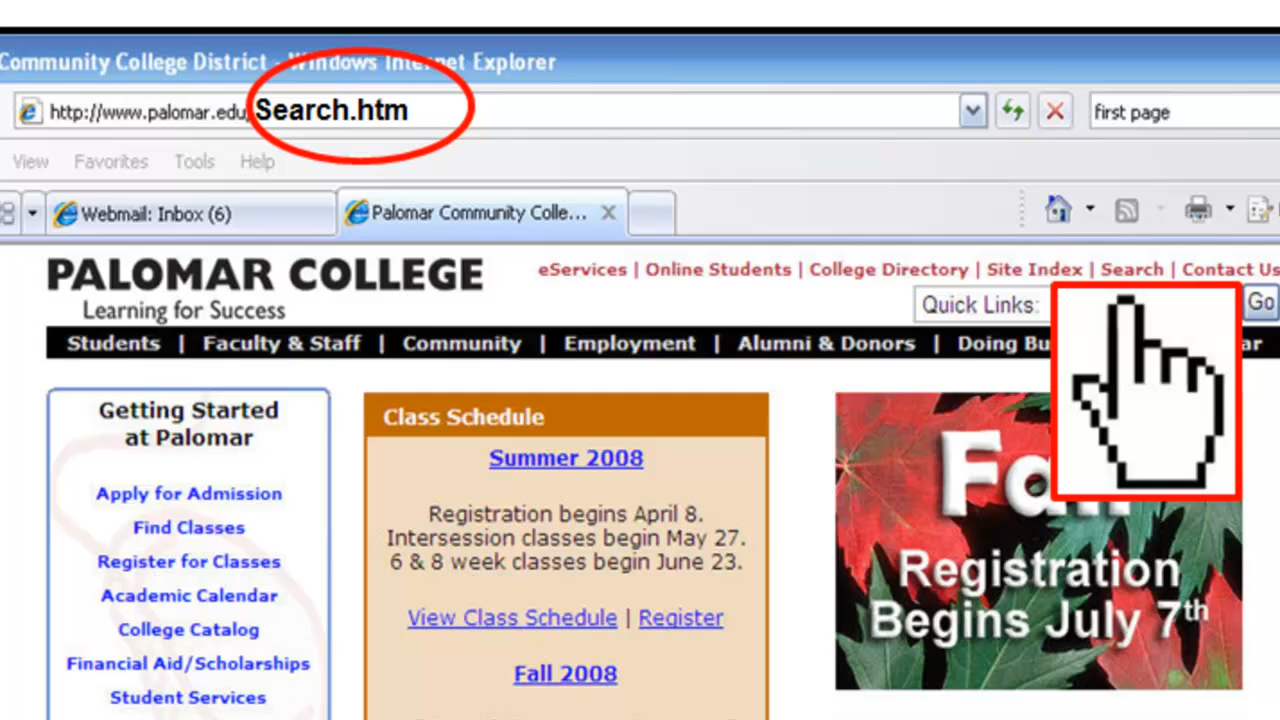 Community College District - Windows Internet Explorer
http://www.palomar.edu/Search.htm
first page
View Favorites Tools Help
Webmail: Inbox (6)
Palomar Community Colle...
PALOMAR COLLEGE
Learning for Success
eServices | Online Students | College Directory | Site Index | Search | Contact Us
Quick Links:
Go
Students | Faculty & Staff | Community | Employment | Alumni & Donors | Doing Bu
ar
Getting Started
at Palomar
Apply for Admission
Find Classes
Register for Classes
Academic Calendar
College Catalog
Financial Aid/Scholarships
Student Services
Class Schedule
Summer 2008
Registration begins April 8.
Intersession classes begin May 27.
6 & 8 week classes begin June 23.
View Class Schedule | Register
Fall 2008
Fall
Registration
Begins July 7th